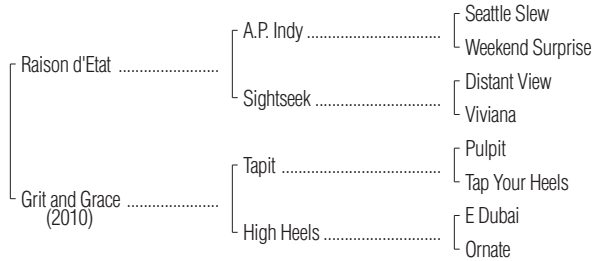 Seattle Slew
A.P. Indy ..............................
Weekend Surprise
Raison d'Etat ......................
Distant View
Sightseek ............................
Viviana
Pulpit
Tapit ...................................
Tap Your Heels
Grit and Grace ....................
(2010)
E Dubai
High Heels ..........................
Ornate